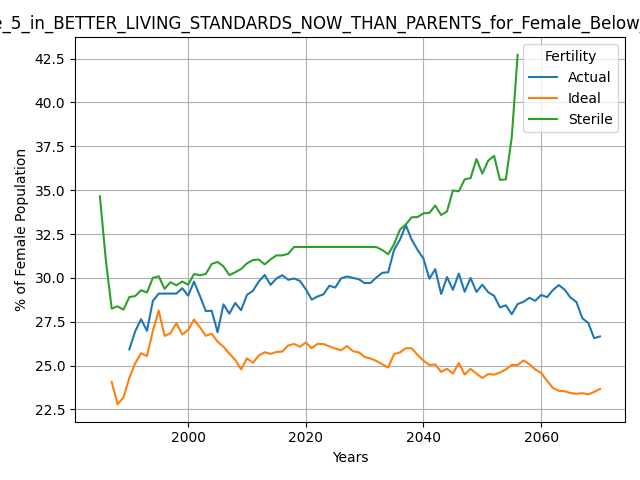 _5_in_BETTER_LIVING_STANDARDS_NOW_THAN_PARENTS_for_Female_Below_
42.5
40.0
37.5
35.0
32.5
30.0
27.5
25.0
22.5
% of Female Population
Fertility
Actual
Ideal
Sterile
2000
2020
2040
2060
Years